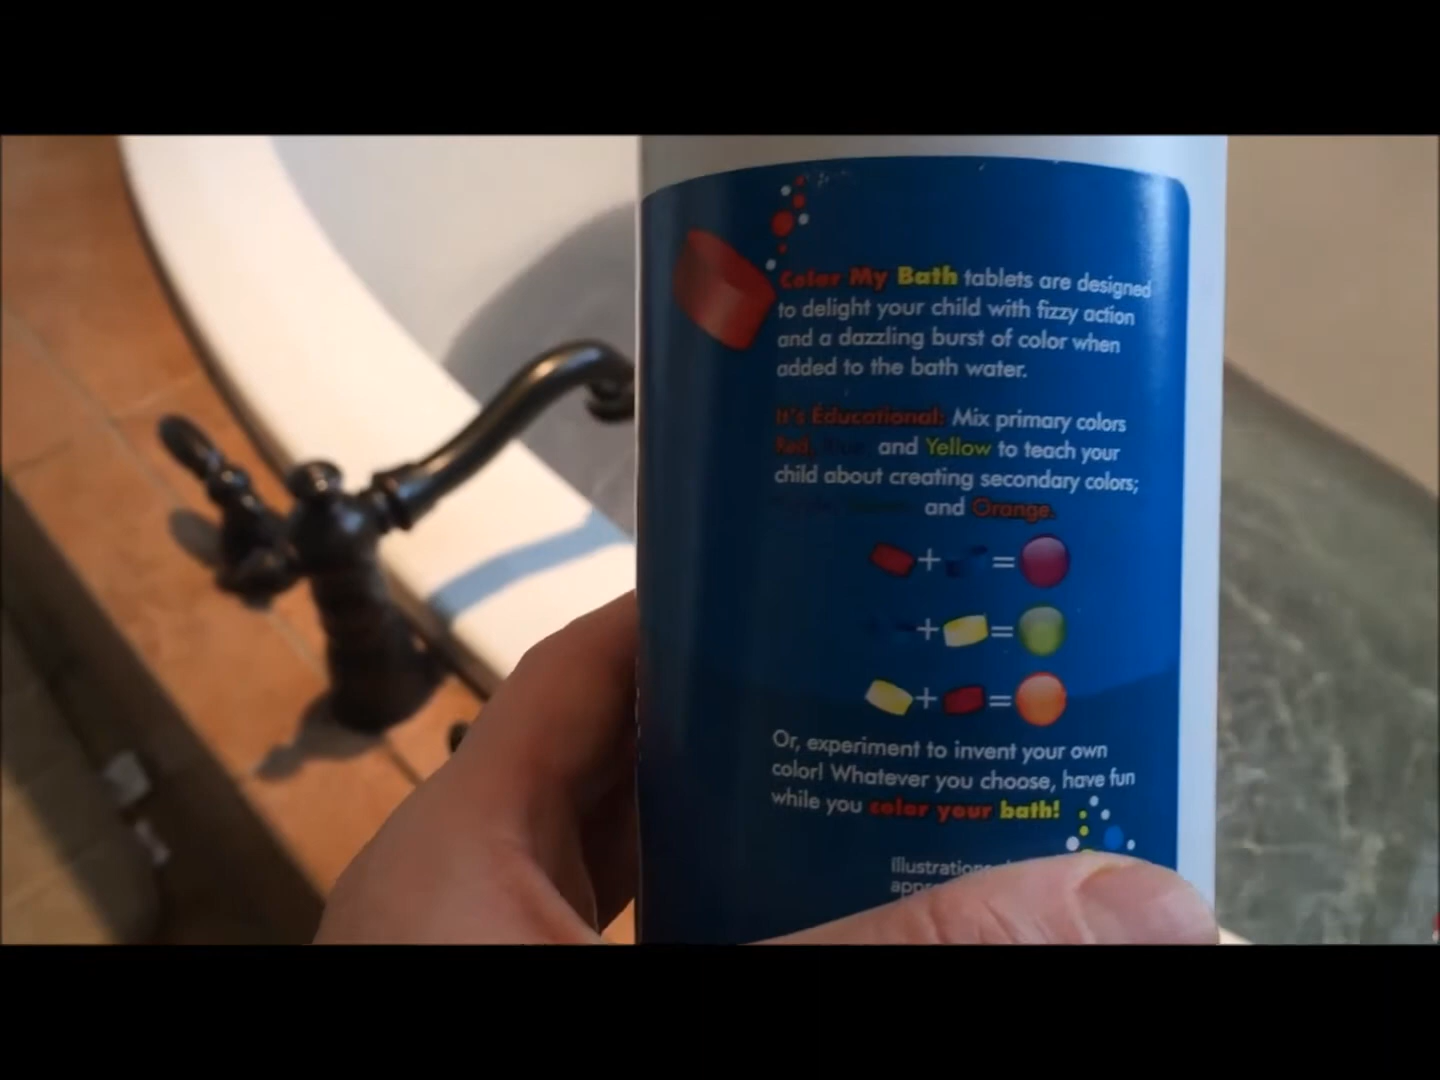 Color My Bath tablets are designed
to delight your child with fizzy action
and a dazzling burst of color when
added to the bath water.
It's Educational: Mix primary colors
Red, Blue and Yellow to teach your
child about creating secondary colors;
and Orange.
+ =
+ =
+ =
Or, experiment to invent your own
color! Whatever you choose, have fun
while you color your bath!